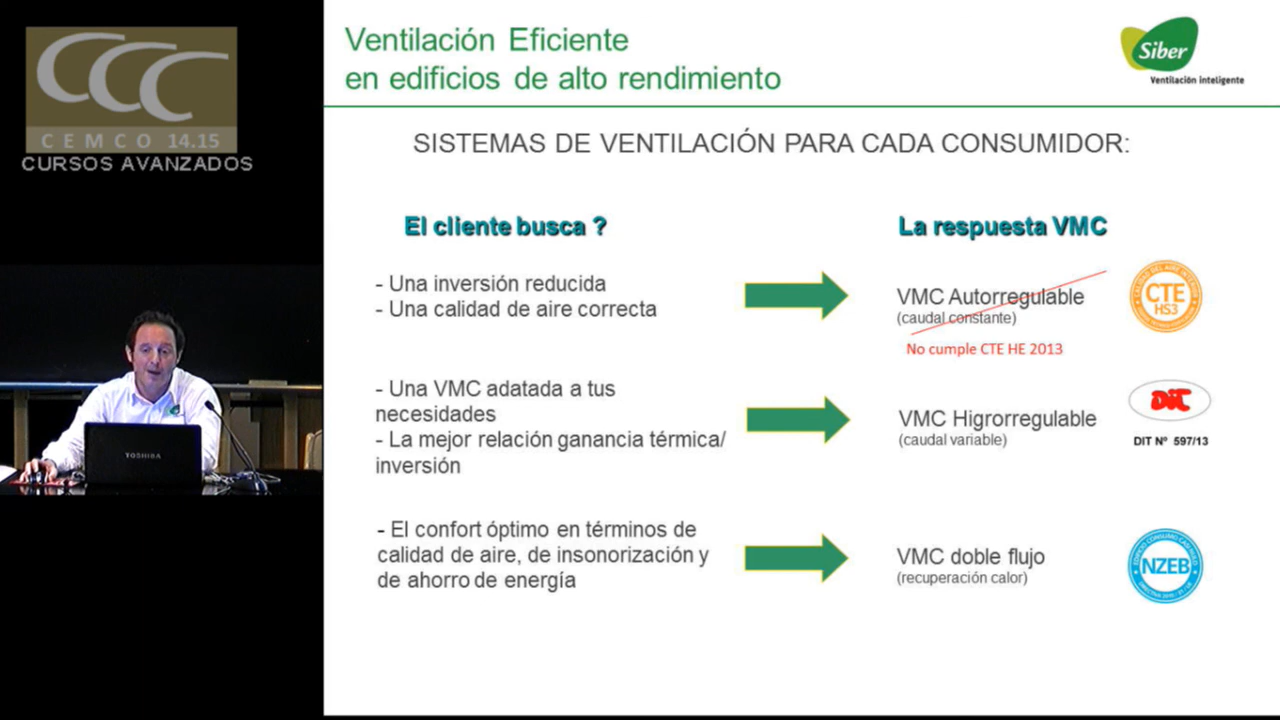 CCC
CEMCO 14.15
CURSOS AVANZADOS
TOSHIBA
Ventilación Eficiente
en edificios de alto rendimiento
Siber
Ventilación inteligente
SISTEMAS DE VENTILACIÓN PARA CADA CONSUMIDOR:
El cliente busca ?
La respuesta VMC
- Una inversión reducida
- Una calidad de aire correcta
VMC Autorregulable
(caudal constante)
No cumple CTE HE 2013
CTE
HS3
- Una VMC adatada a tus
necesidades
- La mejor relación ganancia térmica/
inversión
VMC Higrorregulable
(caudal variable)
DIT
DIT Nº 597/13
- El confort óptimo en términos de
calidad de aire, de insonorización y
de ahorro de energía
VMC doble flujo
(recuperación calor)
NZEB